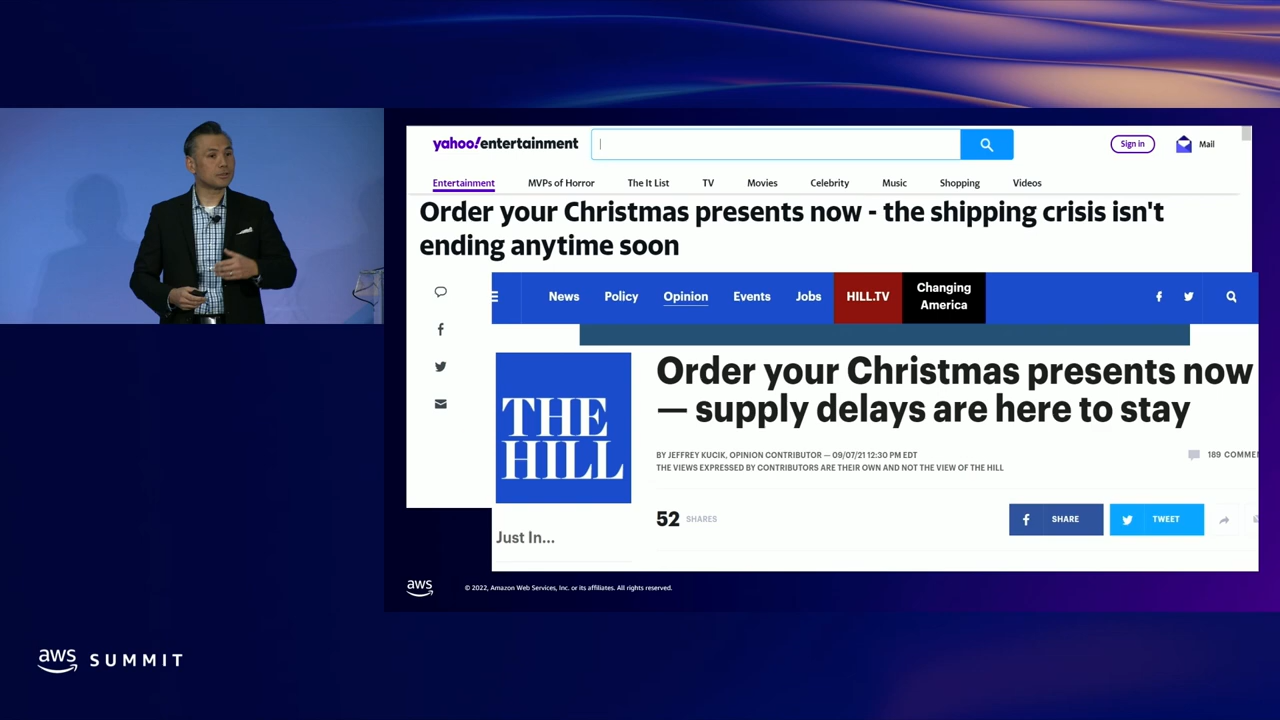 yahoo!entertainment
Sign in
Mail
Entertainment MVPs of Horror The It List TV Movies Celebrity Music Shopping Videos
Order your Christmas presents now - the shipping crisis isn't
ending anytime soon
News Policy Opinion Events Jobs HILL.TV Changing
America
THE
HILL
Order your Christmas presents now
— supply delays are here to stay
BY JEFFREY KUCIK, OPINION CONTRIBUTOR — 09/07/21 12:30 PM EDT
THE VIEWS EXPRESSED BY CONTRIBUTORS ARE THEIR OWN AND NOT THE VIEW OF THE HILL
189 COMME
52 SHARES
SHARE
TWEET
Just In...
aws
© 2022, Amazon Web Services, Inc. or its affiliates. All rights reserved.
aws SUMMIT